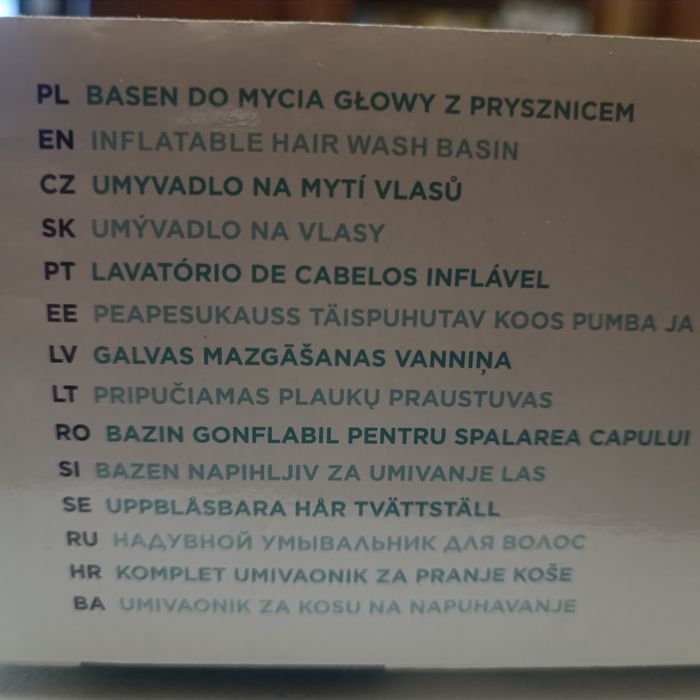 PL BASEN DO MYCIA GŁOWY Z PRYSZNICEM
EN INFLATABLE HAIR WASH BASIN
CZ UMYVADLO NA MYTÍ VLASŮ
SK UMÝVADLO NA VLASY
PT LAVATÓRIO DE CABELOS INFLÁVEL
EE PEAPESUKAUSS TÄISPUHUTAV KOOS PUMBA JA
LV GALVAS MAZGĀŠANAS VANNIŅA
LT PRIPUČIAMAS PLAUKŲ PRAUSTUVAS
RO BAZIN GONFLABIL PENTRU SPALAREA CAPULUI
SI BAZEN NAPIHLJIV ZA UMIVANJE LAS
SE UPPBLÅSBARA HÅR TVÄTTSTÄLL
RU НАДУВНОЙ УМЫВАЛЬНИК ДЛЯ ВОЛОС
HR KOMPLET UMIVAONIK ZA PRANJE KOŠE
BA UMIVAONIK ZA KOSU NA NAPUHAVANJE